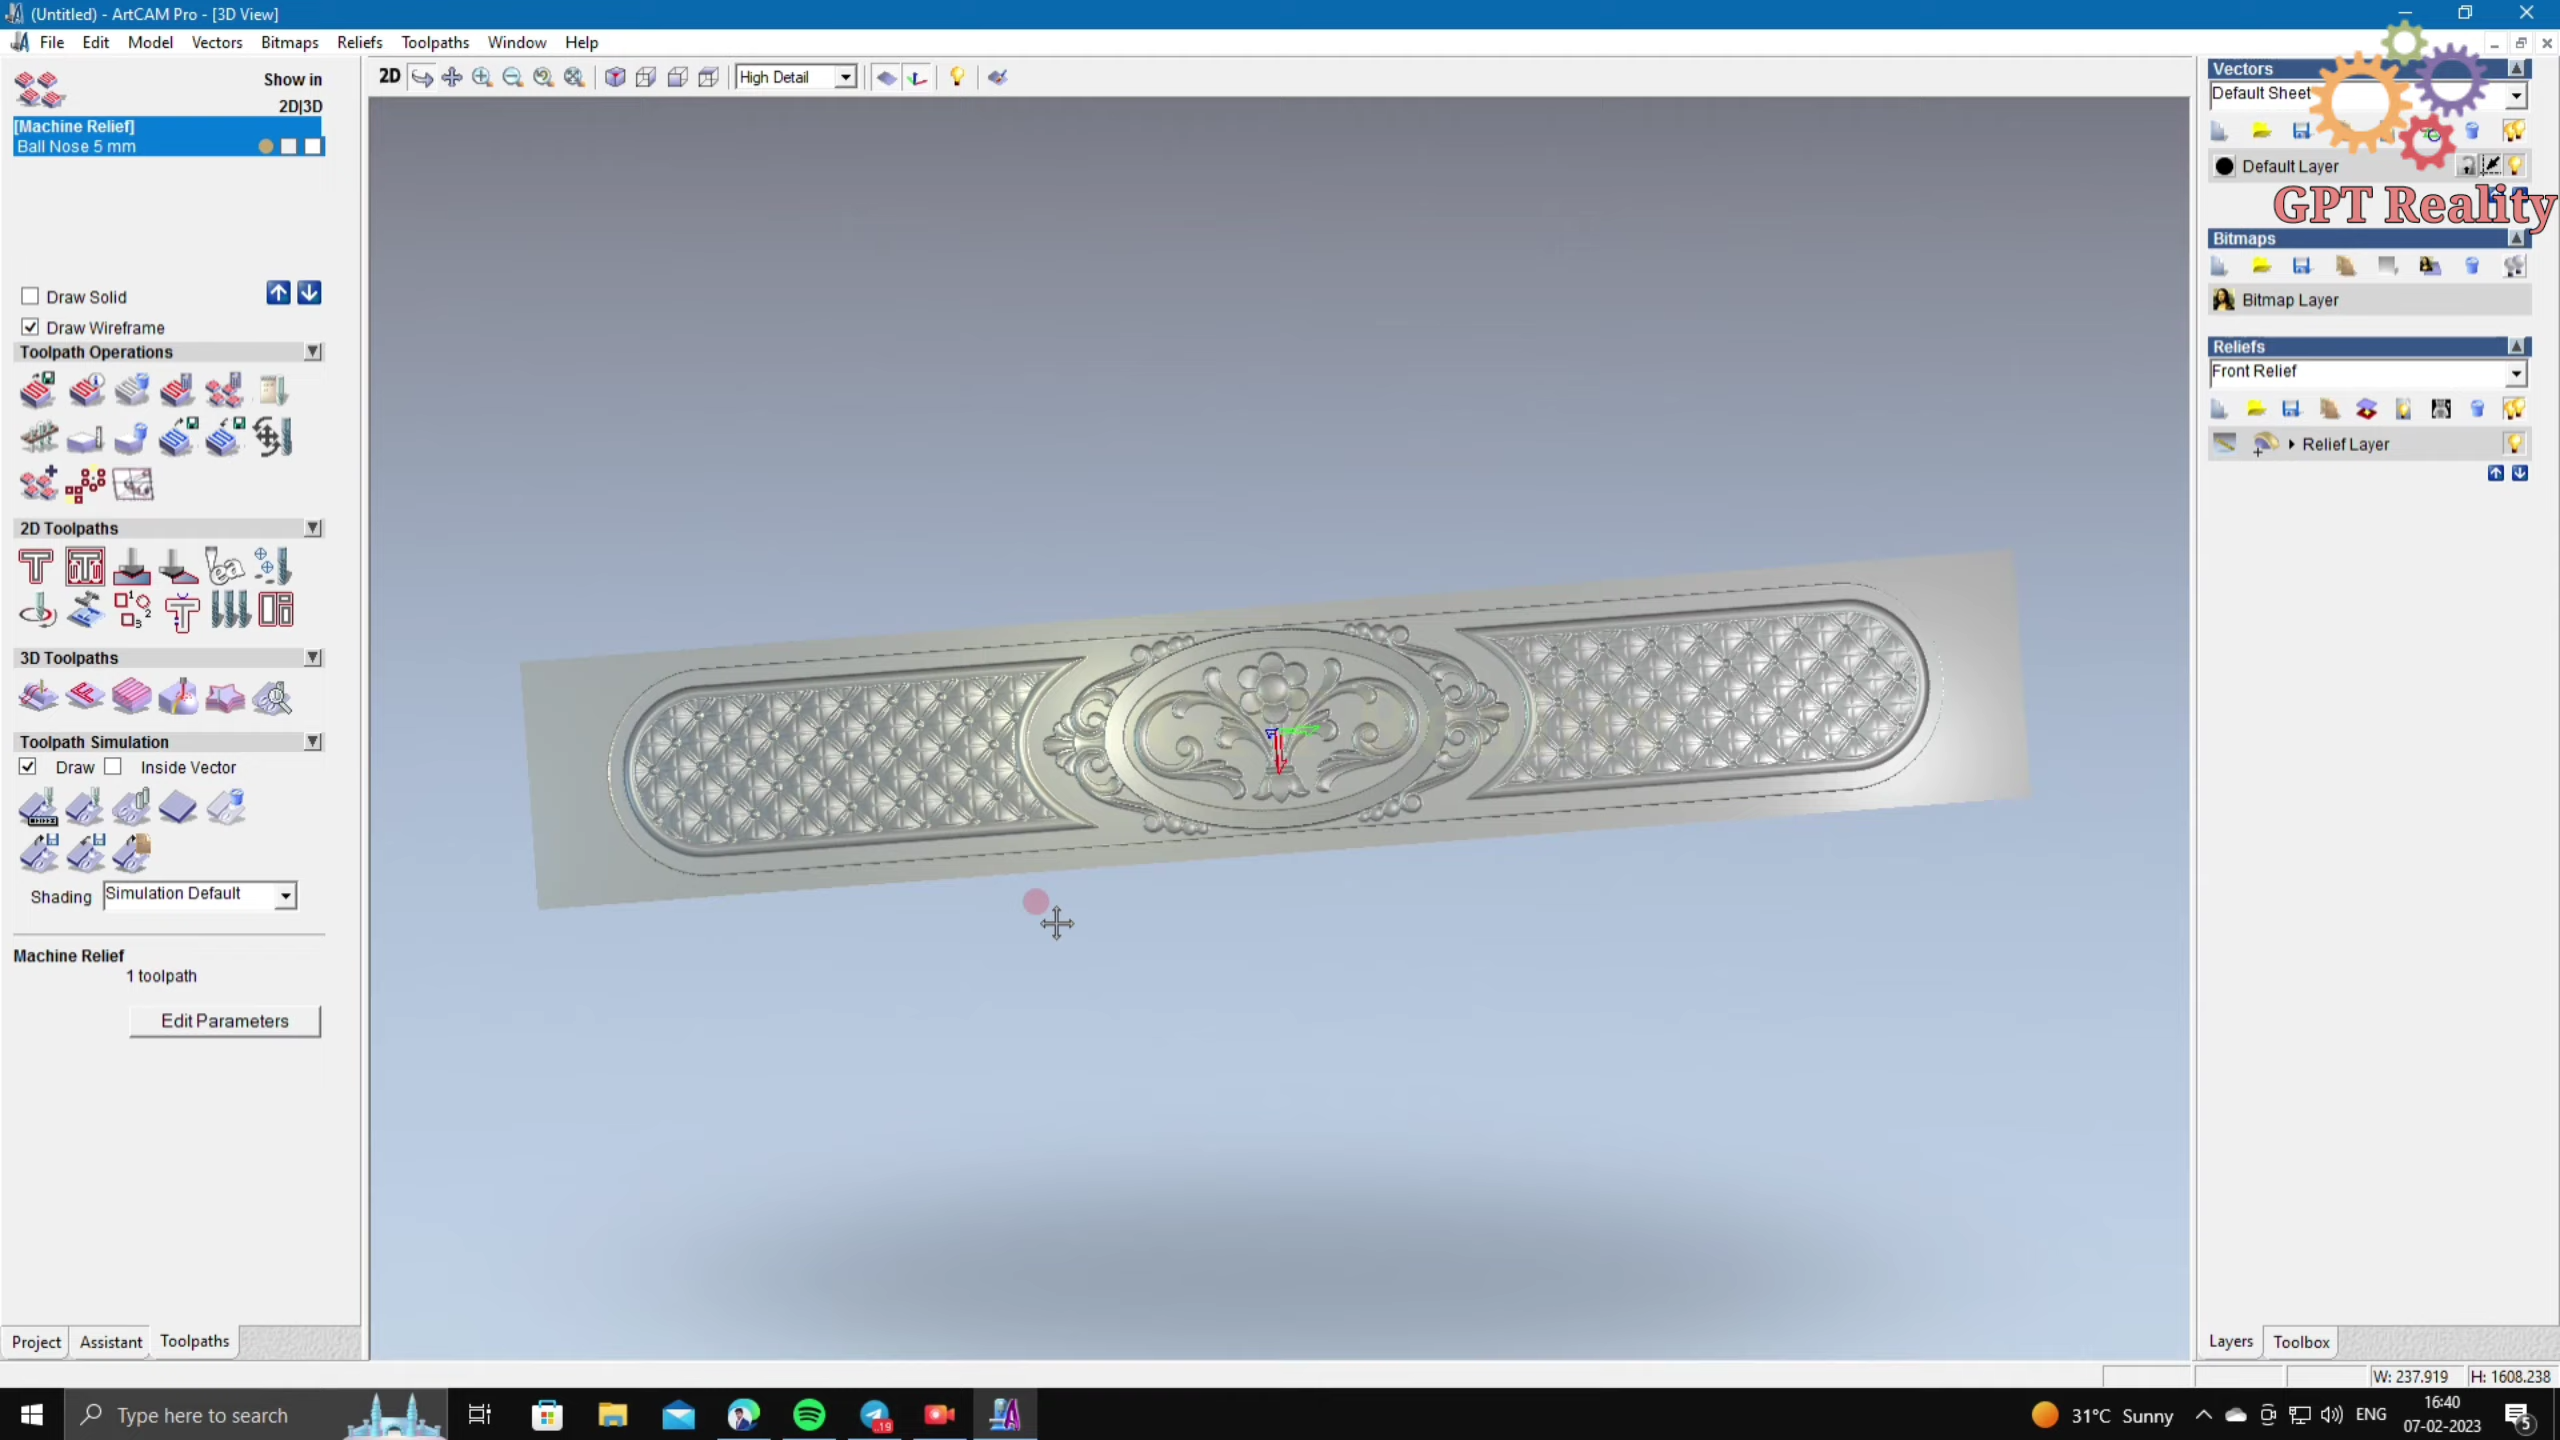 (Untitled) - ArtCAM Pro - [3D View]
File Edit Model Vectors Bitmaps Reliefs Toolpaths Window Help
Show in
2D|3D
[Machine Relief]
Ball Nose 5 mm
Draw Solid
Draw Wireframe
Toolpath Operations
2D Toolpaths
3D Toolpaths
Toolpath Simulation
Draw Inside Vector
Shading Simulation Default
Machine Relief
1 toolpath
Edit Parameters
Project Assistant Toolpaths
2D High Detail
Vectors
Default Sheet
Default Layer
GPT Reality
Bitmaps
Bitmap Layer
Reliefs
Front Relief
Relief Layer
Layers Toolbox
W: 237.919 H: 1608.238
Type here to search
19
31°C Sunny
ENG
16:40
07-02-2023
5